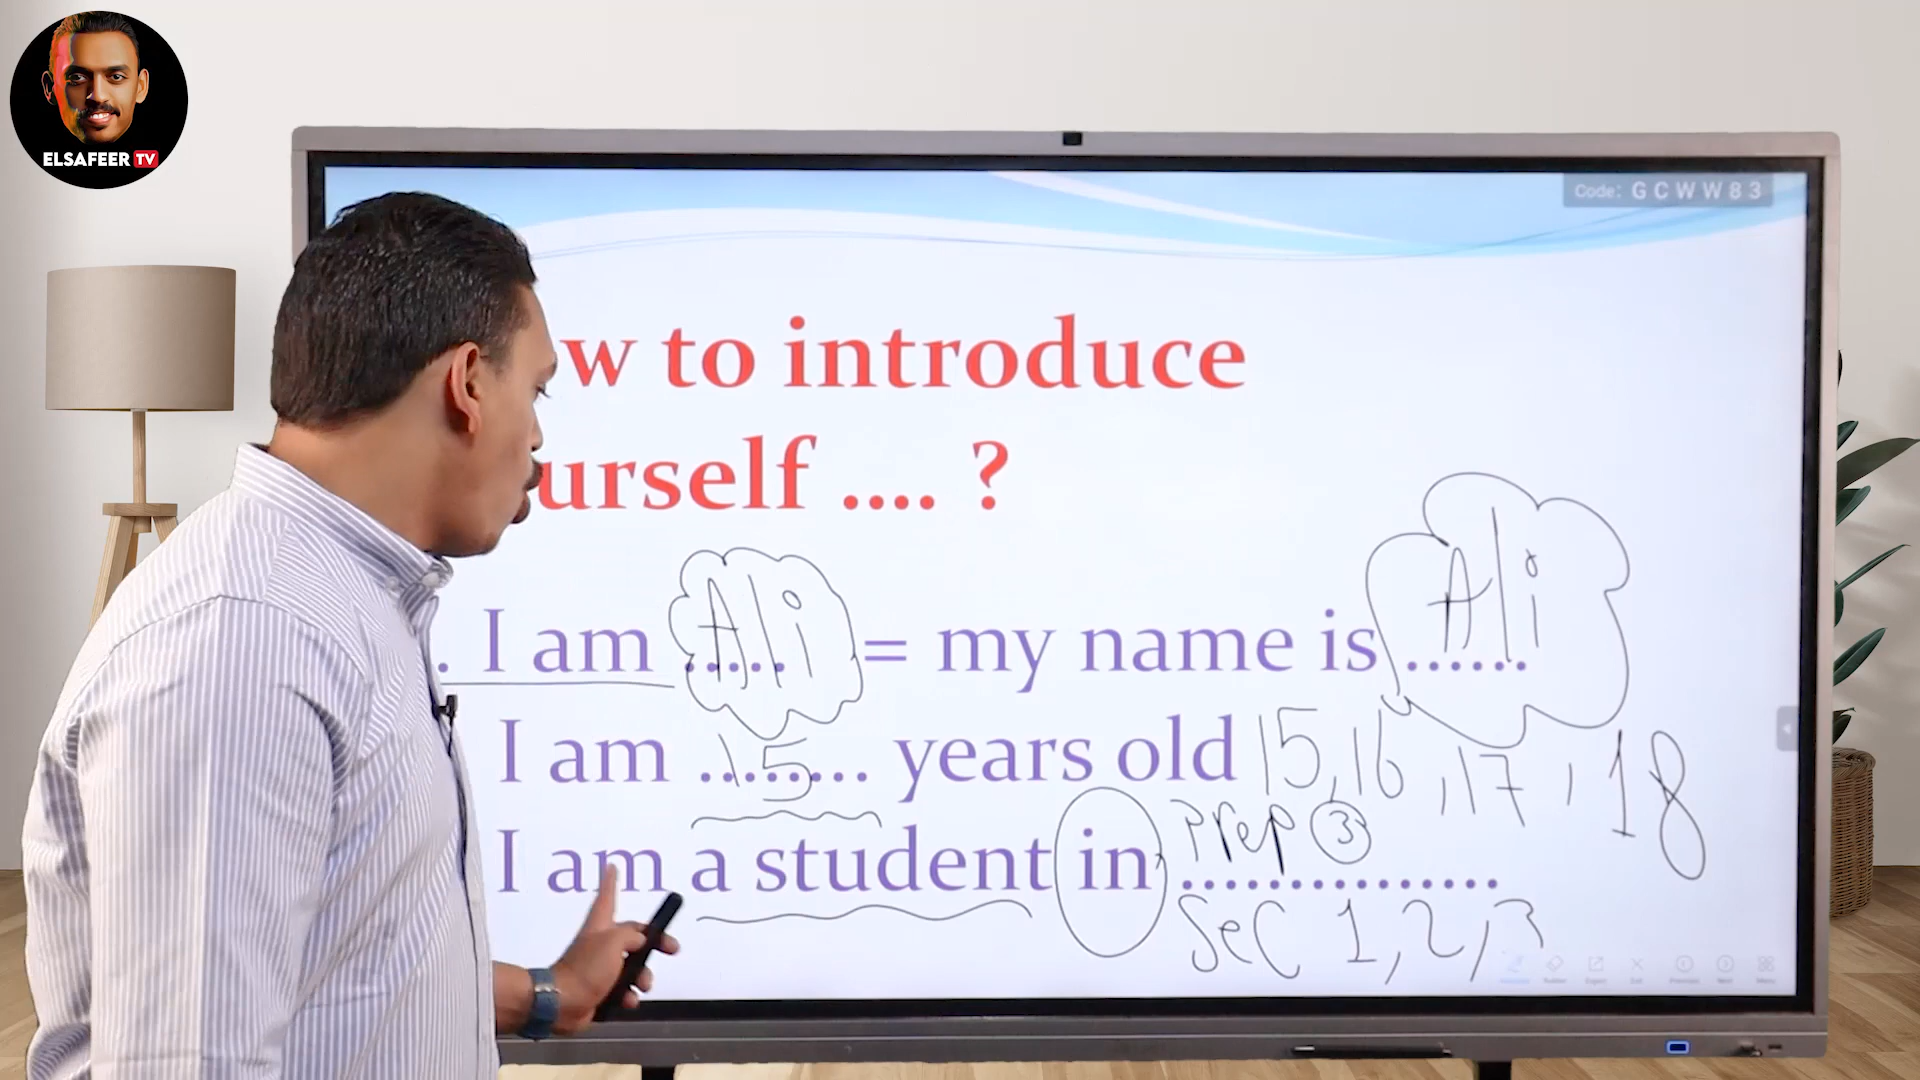 ELSAFEER TV
Code: GCWW83
w to introduce
urself .... ?
. I am ..... Ali = my name is ...... Ali
I am ........ 15 years old 15, 16, 17, 18
I am a student in ............... Prep 3
Sec 1, 2, 3